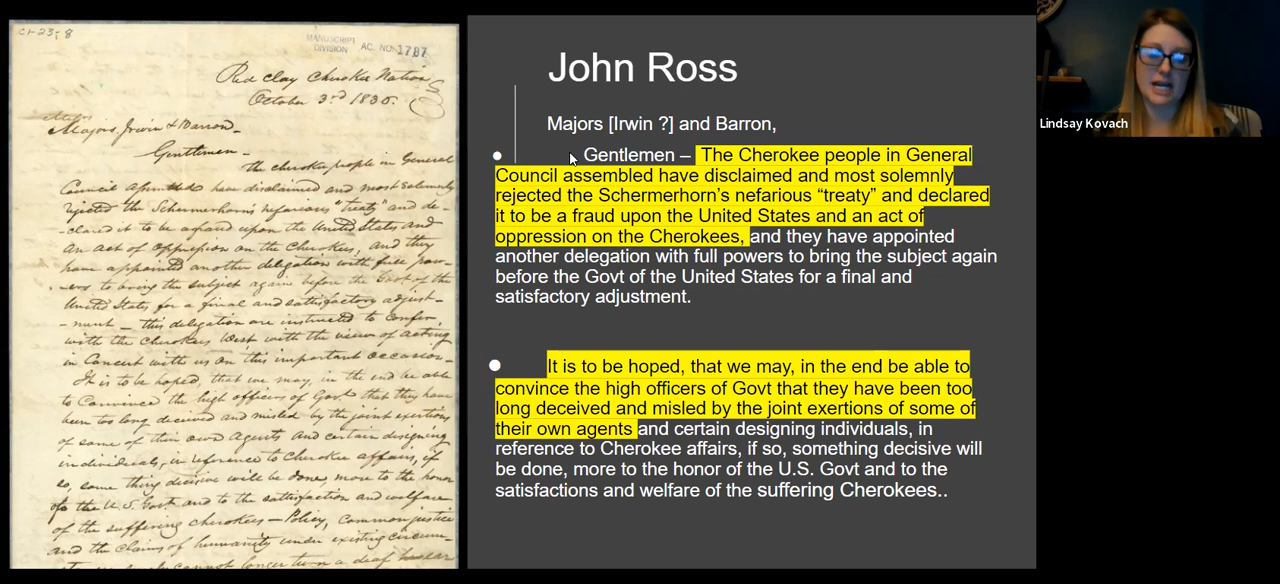 C1-23;8
MANUSCRIPT
DIVISION
AC. NO. 1787
Red Clay Cherokee Nation
October 3rd 1836.
Majors, Irwin & Barron –
Gentlemen –
the cherokee people in General
Council assembled have disclaimed and most solemnly
rejected the Schermerhorn's nefarious "treaty" and de-
-clared it to be a fraud upon the United States and
an act of oppression on the Cherokees, and they
have appointed another delegation with full pow-
-ers to bring the subject again before the Govt of the
United States for a final and satisfactory adjust-
-ment – this delegation are instructed to confer
with the Cherokees West with the view of acting
in Concert with us on this important occasion –
It is to be hoped, that we may, in the end be able
to Convince the high officers of Govt that they have
been too long deceived and misled by the joint exertions
of some of their own agents and certain designing
individuals, in reference to Cherokee affairs, if
so, some thing decisive will be done, more to the honor
of the U.S. Govt and to the satisfaction and welfare
of the suffering cherokees – Policy, Common justice
and the claims of humanity under existing circum-
cannot longer turn a deaf
John Ross
Majors [Irwin ?] and Barron,
Gentlemen – The Cherokee people in General
Council assembled have disclaimed and most solemnly
rejected the Schermerhorn's nefarious “treaty” and declared
it to be a fraud upon the United States and an act of
oppression on the Cherokees, and they have appointed
another delegation with full powers to bring the subject again
before the Govt of the United States for a final and
satisfactory adjustment.
It is to be hoped, that we may, in the end be able to
convince the high officers of Govt that they have been too
long deceived and misled by the joint exertions of some of
their own agents and certain designing individuals, in
reference to Cherokee affairs, if so, something decisive will
be done, more to the honor of the U.S. Govt and to the
satisfactions and welfare of the suffering Cherokees..
Lindsay Kovach